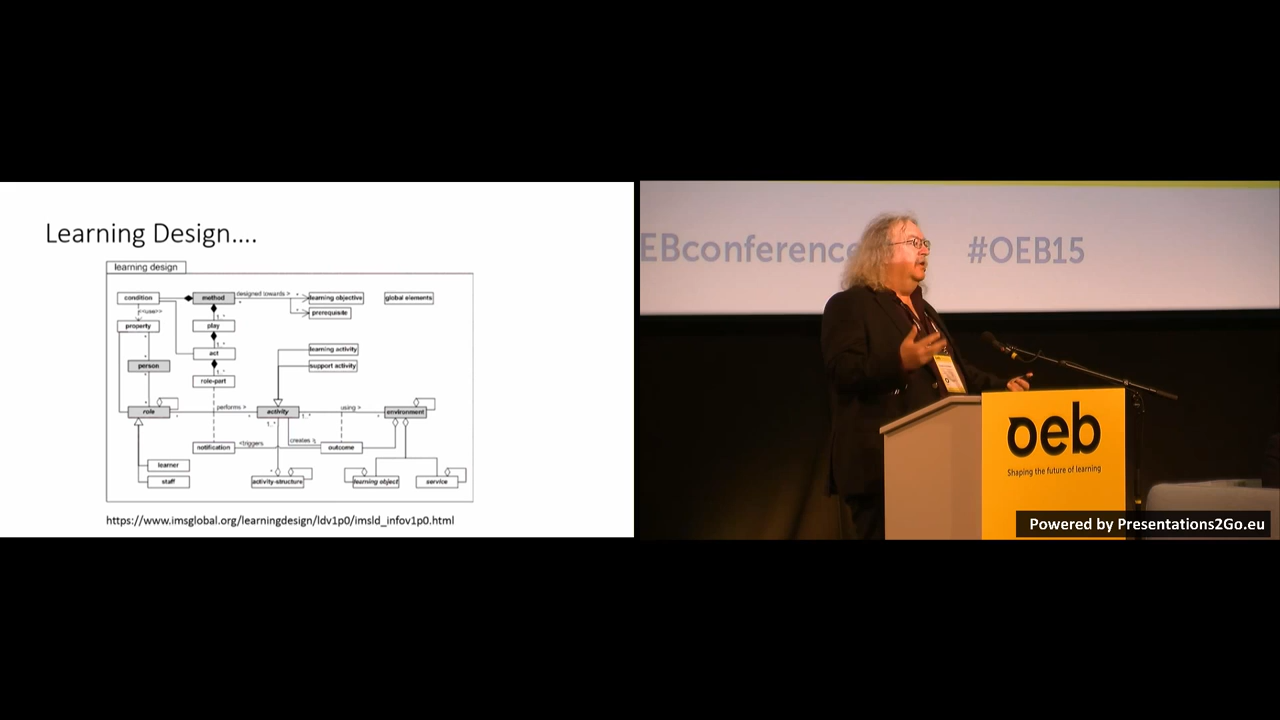 Learning Design....
learning design
condition
method
designed towards >
learning objective
global elements
<<use>>
prerequisite
property
play
act
learning activity
support activity
person
role-part
role
performs >
activity
using >
environment
notification
<triggers
creates
outcome
learner
staff
activity-structure
learning object
service
https://www.imsglobal.org/learningdesign/ldv1p0/imsld_infov1p0.html
EBconference
#OEB15
oeb
Shaping the future of learning
Powered by Presentations2Go.eu